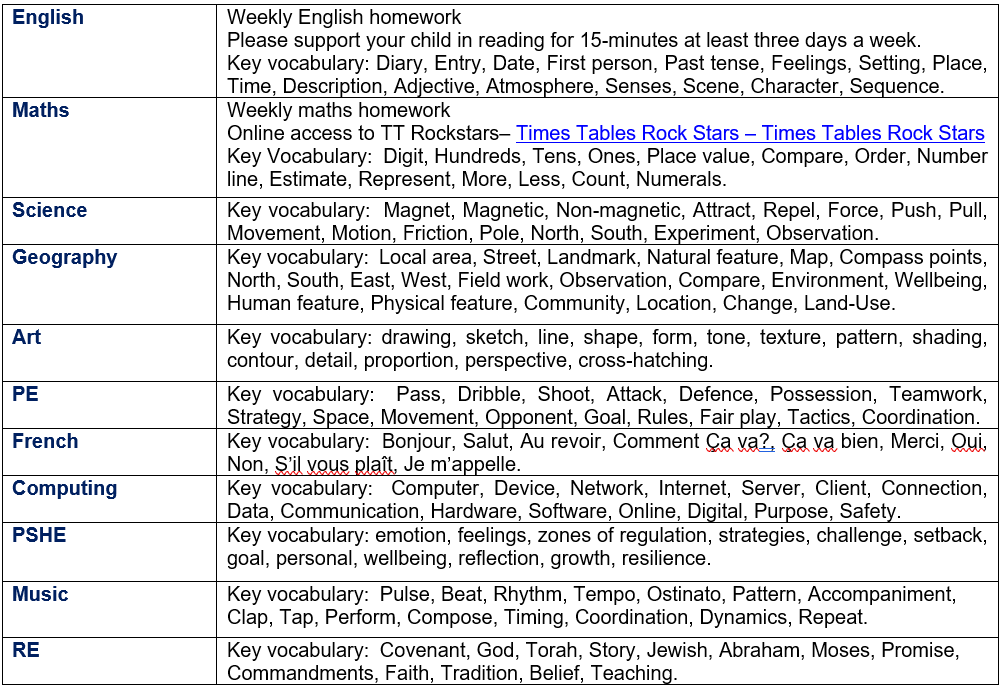 English
Weekly English homework
Please support your child in reading for 15-minutes at least three days a week.
Key vocabulary: Diary, Entry, Date, First person, Past tense, Feelings, Setting, Place,
Time, Description, Adjective, Atmosphere, Senses, Scene, Character, Sequence.
Maths
Weekly maths homework
Online access to TT Rockstars– Times Tables Rock Stars – Times Tables Rock Stars
Key Vocabulary: Digit, Hundreds, Tens, Ones, Place value, Compare, Order, Number
line, Estimate, Represent, More, Less, Count, Numerals.
Science
Key vocabulary: Magnet, Magnetic, Non-magnetic, Attract, Repel, Force, Push, Pull,
Movement, Motion, Friction, Pole, North, South, Experiment, Observation.
Geography
Key vocabulary: Local area, Street, Landmark, Natural feature, Map, Compass points,
North, South, East, West, Field work, Observation, Compare, Environment, Wellbeing,
Human feature, Physical feature, Community, Location, Change, Land-Use.
Art
Key vocabulary: drawing, sketch, line, shape, form, tone, texture, pattern, shading,
contour, detail, proportion, perspective, cross-hatching.
PE
Key vocabulary: Pass, Dribble, Shoot, Attack, Defence, Possession, Teamwork,
Strategy, Space, Movement, Opponent, Goal, Rules, Fair play, Tactics, Coordination.
French
Key vocabulary: Bonjour, Salut, Au revoir, Comment Ça va?, Ça va bien, Merci, Oui,
Non, S’il vous plaît, Je m’appelle.
Computing
Key vocabulary: Computer, Device, Network, Internet, Server, Client, Connection,
Data, Communication, Hardware, Software, Online, Digital, Purpose, Safety.
PSHE
Key vocabulary: emotion, feelings, zones of regulation, strategies, challenge, setback,
goal, personal, wellbeing, reflection, growth, resilience.
Music
Key vocabulary: Pulse, Beat, Rhythm, Tempo, Ostinato, Pattern, Accompaniment,
Clap, Tap, Perform, Compose, Timing, Coordination, Dynamics, Repeat.
RE
Key vocabulary: Covenant, God, Torah, Story, Jewish, Abraham, Moses, Promise,
Commandments, Faith, Tradition, Belief, Teaching.